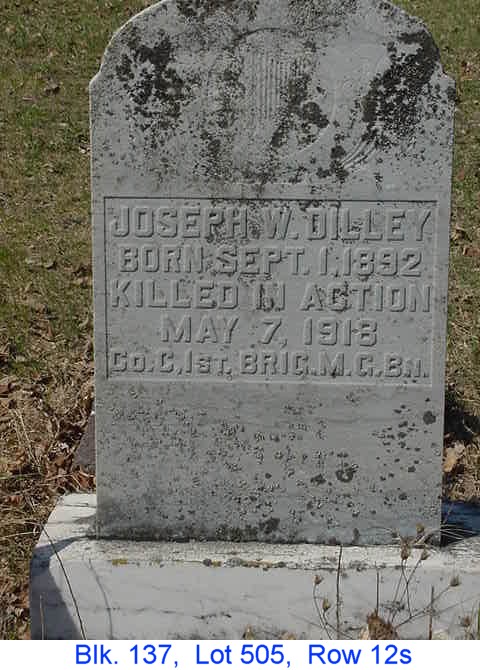 JOSEPH W. DILLEY
BORN SEPT. 1, 1892
KILLED IN ACTION
MAY 7, 1918
Co. C, 1st. BRIG. M. G. Bn.
Blk. 137, Lot 505, Row 12s